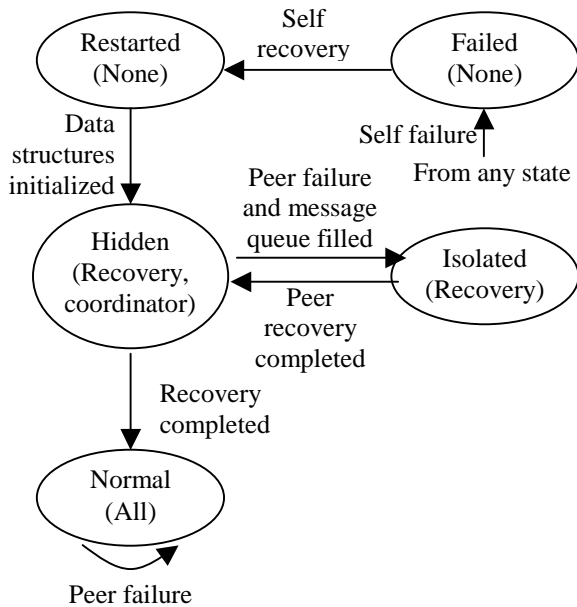 Restarted
(None)
Self
recovery
Failed
(None)
Data
structures
initialized
Self failure
From any state
Peer failure
and message
queue filled
Hidden
(Recovery,
coordinator)
Isolated
(Recovery)
Peer
recovery
completed
Recovery
completed
Normal
(All)
Peer failure